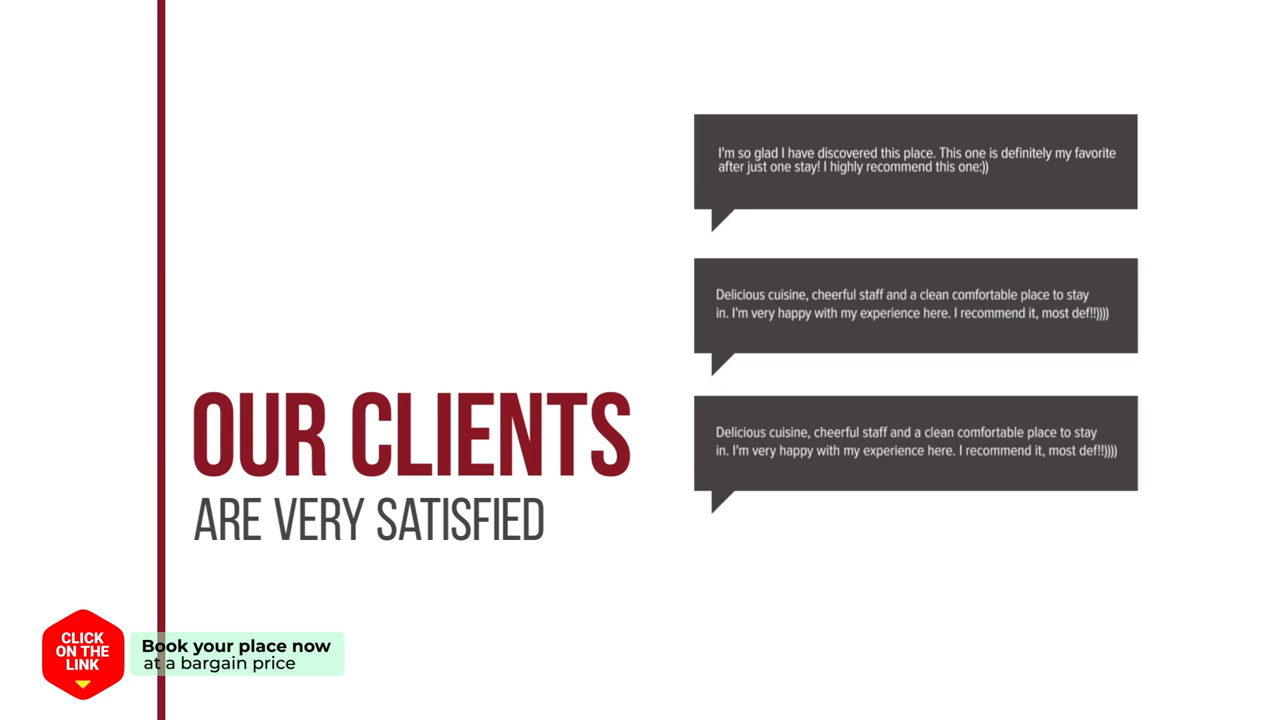 I'm so glad I have discovered this place. This one is definitely my favorite
after just one stay! I highly recommend this one:))
Delicious cuisine, cheerful staff and a clean comfortable place to stay
in. I'm very happy with my experience here. I recommend it, most def!!))))
Delicious cuisine, cheerful staff and a clean comfortable place to stay
in. I'm very happy with my experience here. I recommend it, most def!!))))
OUR CLIENTS
ARE VERY SATISFIED
CLICK
ON THE
LINK
Book your place now
at a bargain price